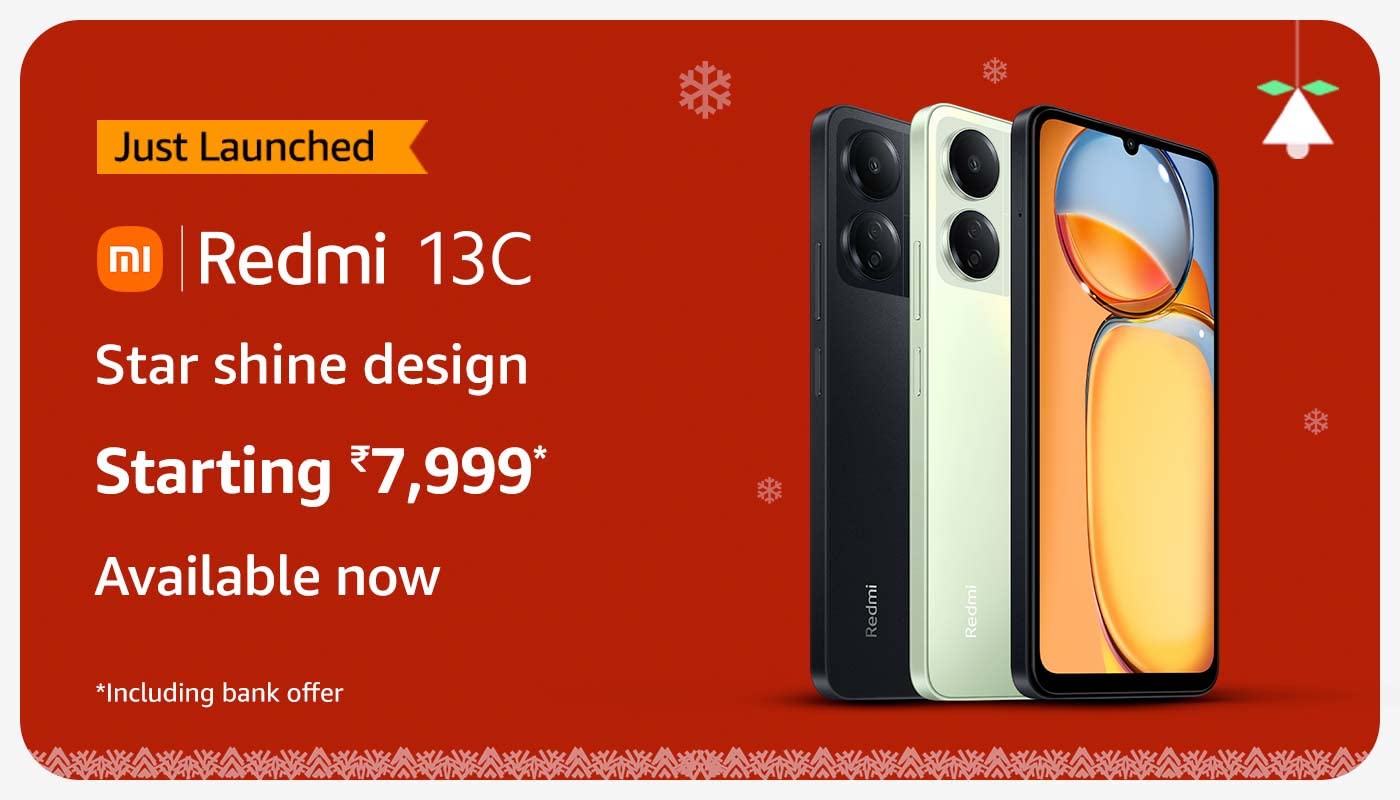 Just Launched
mi | Redmi 13C
Star shine design
Starting ₹7,999*
Available now
*Including bank offer
Redmi
Redmi